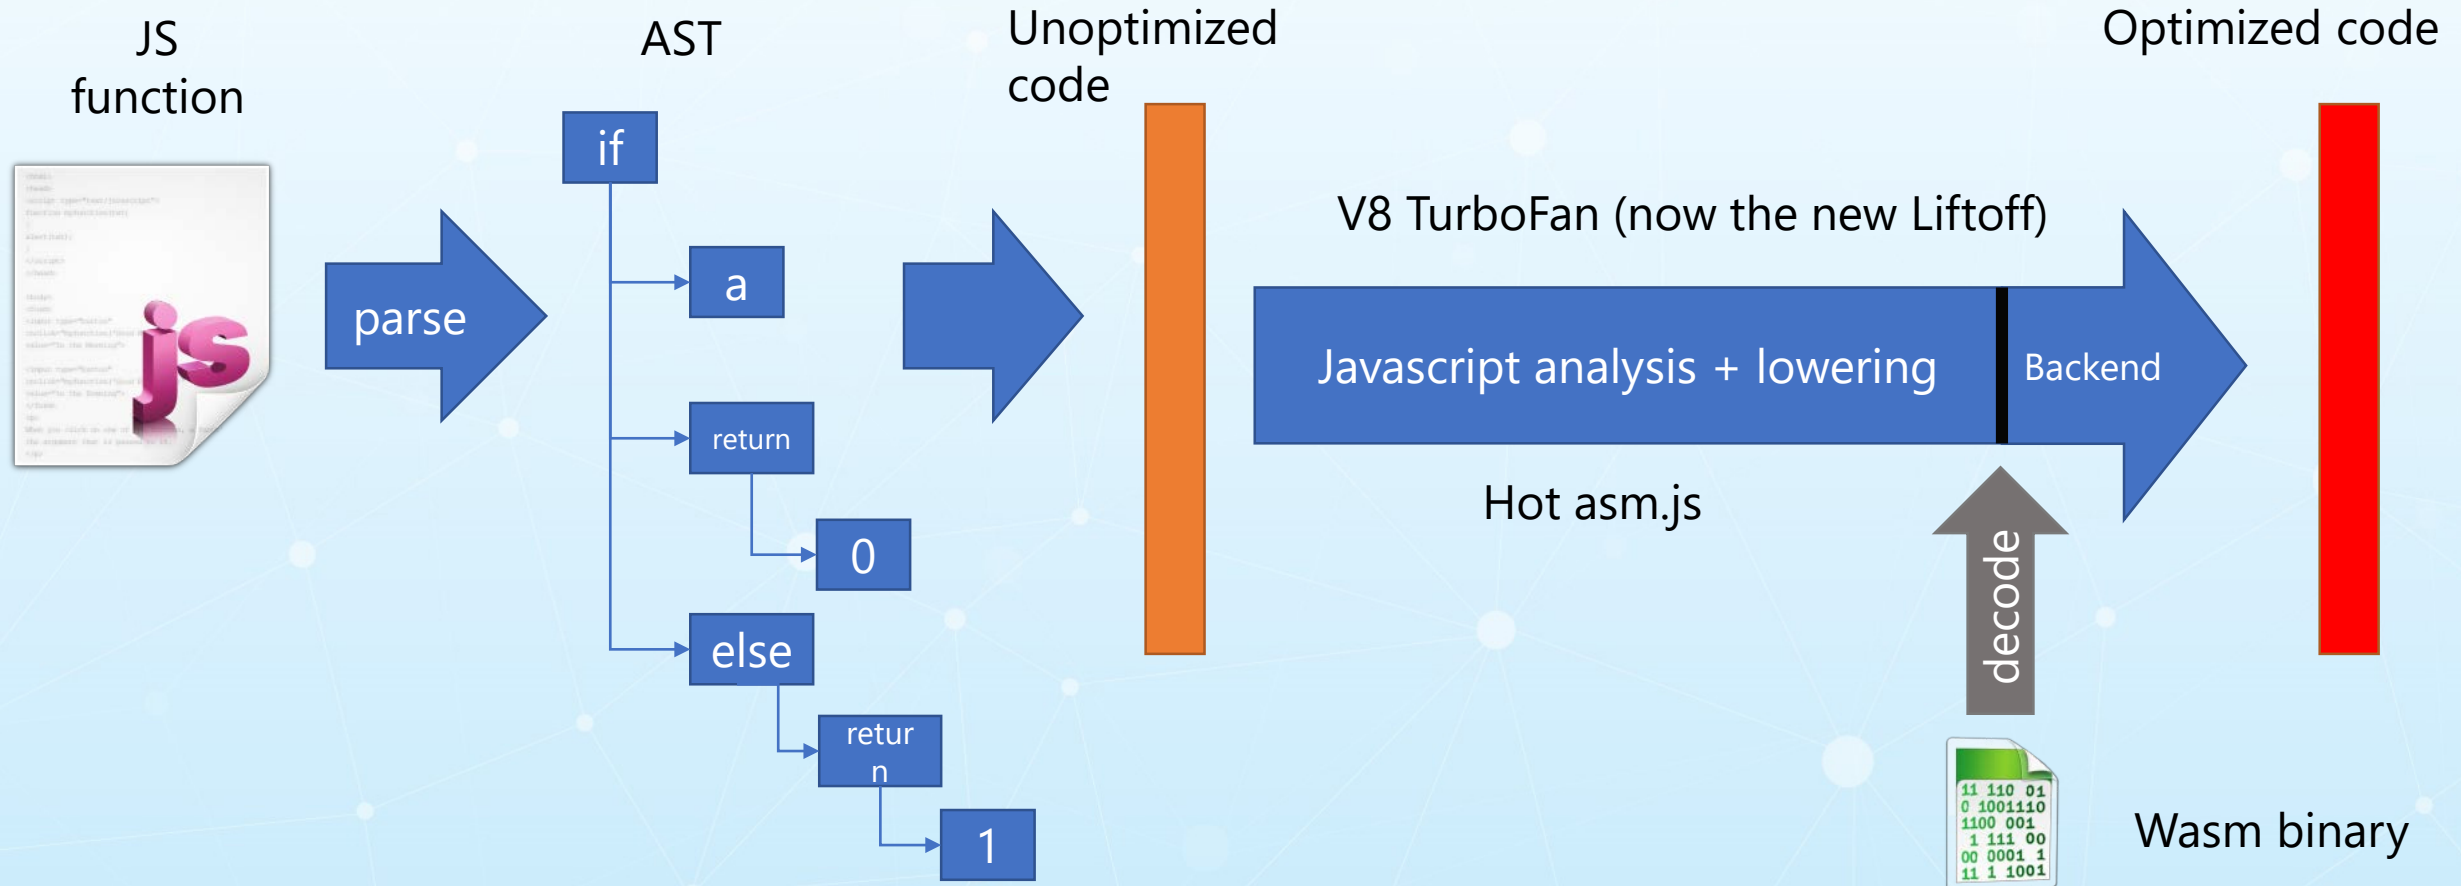 JS
function
AST
Unoptimized
code
Optimized code
js
parse
if
a
return
0
else
retur
n
1
V8 TurboFan (now the new Liftoff)
Javascript analysis + lowering
Backend
Hot asm.js
decode
11 110 01
0 1001110
1100 001
1 111 00
00 0001 1
11 1 1001
Wasm binary